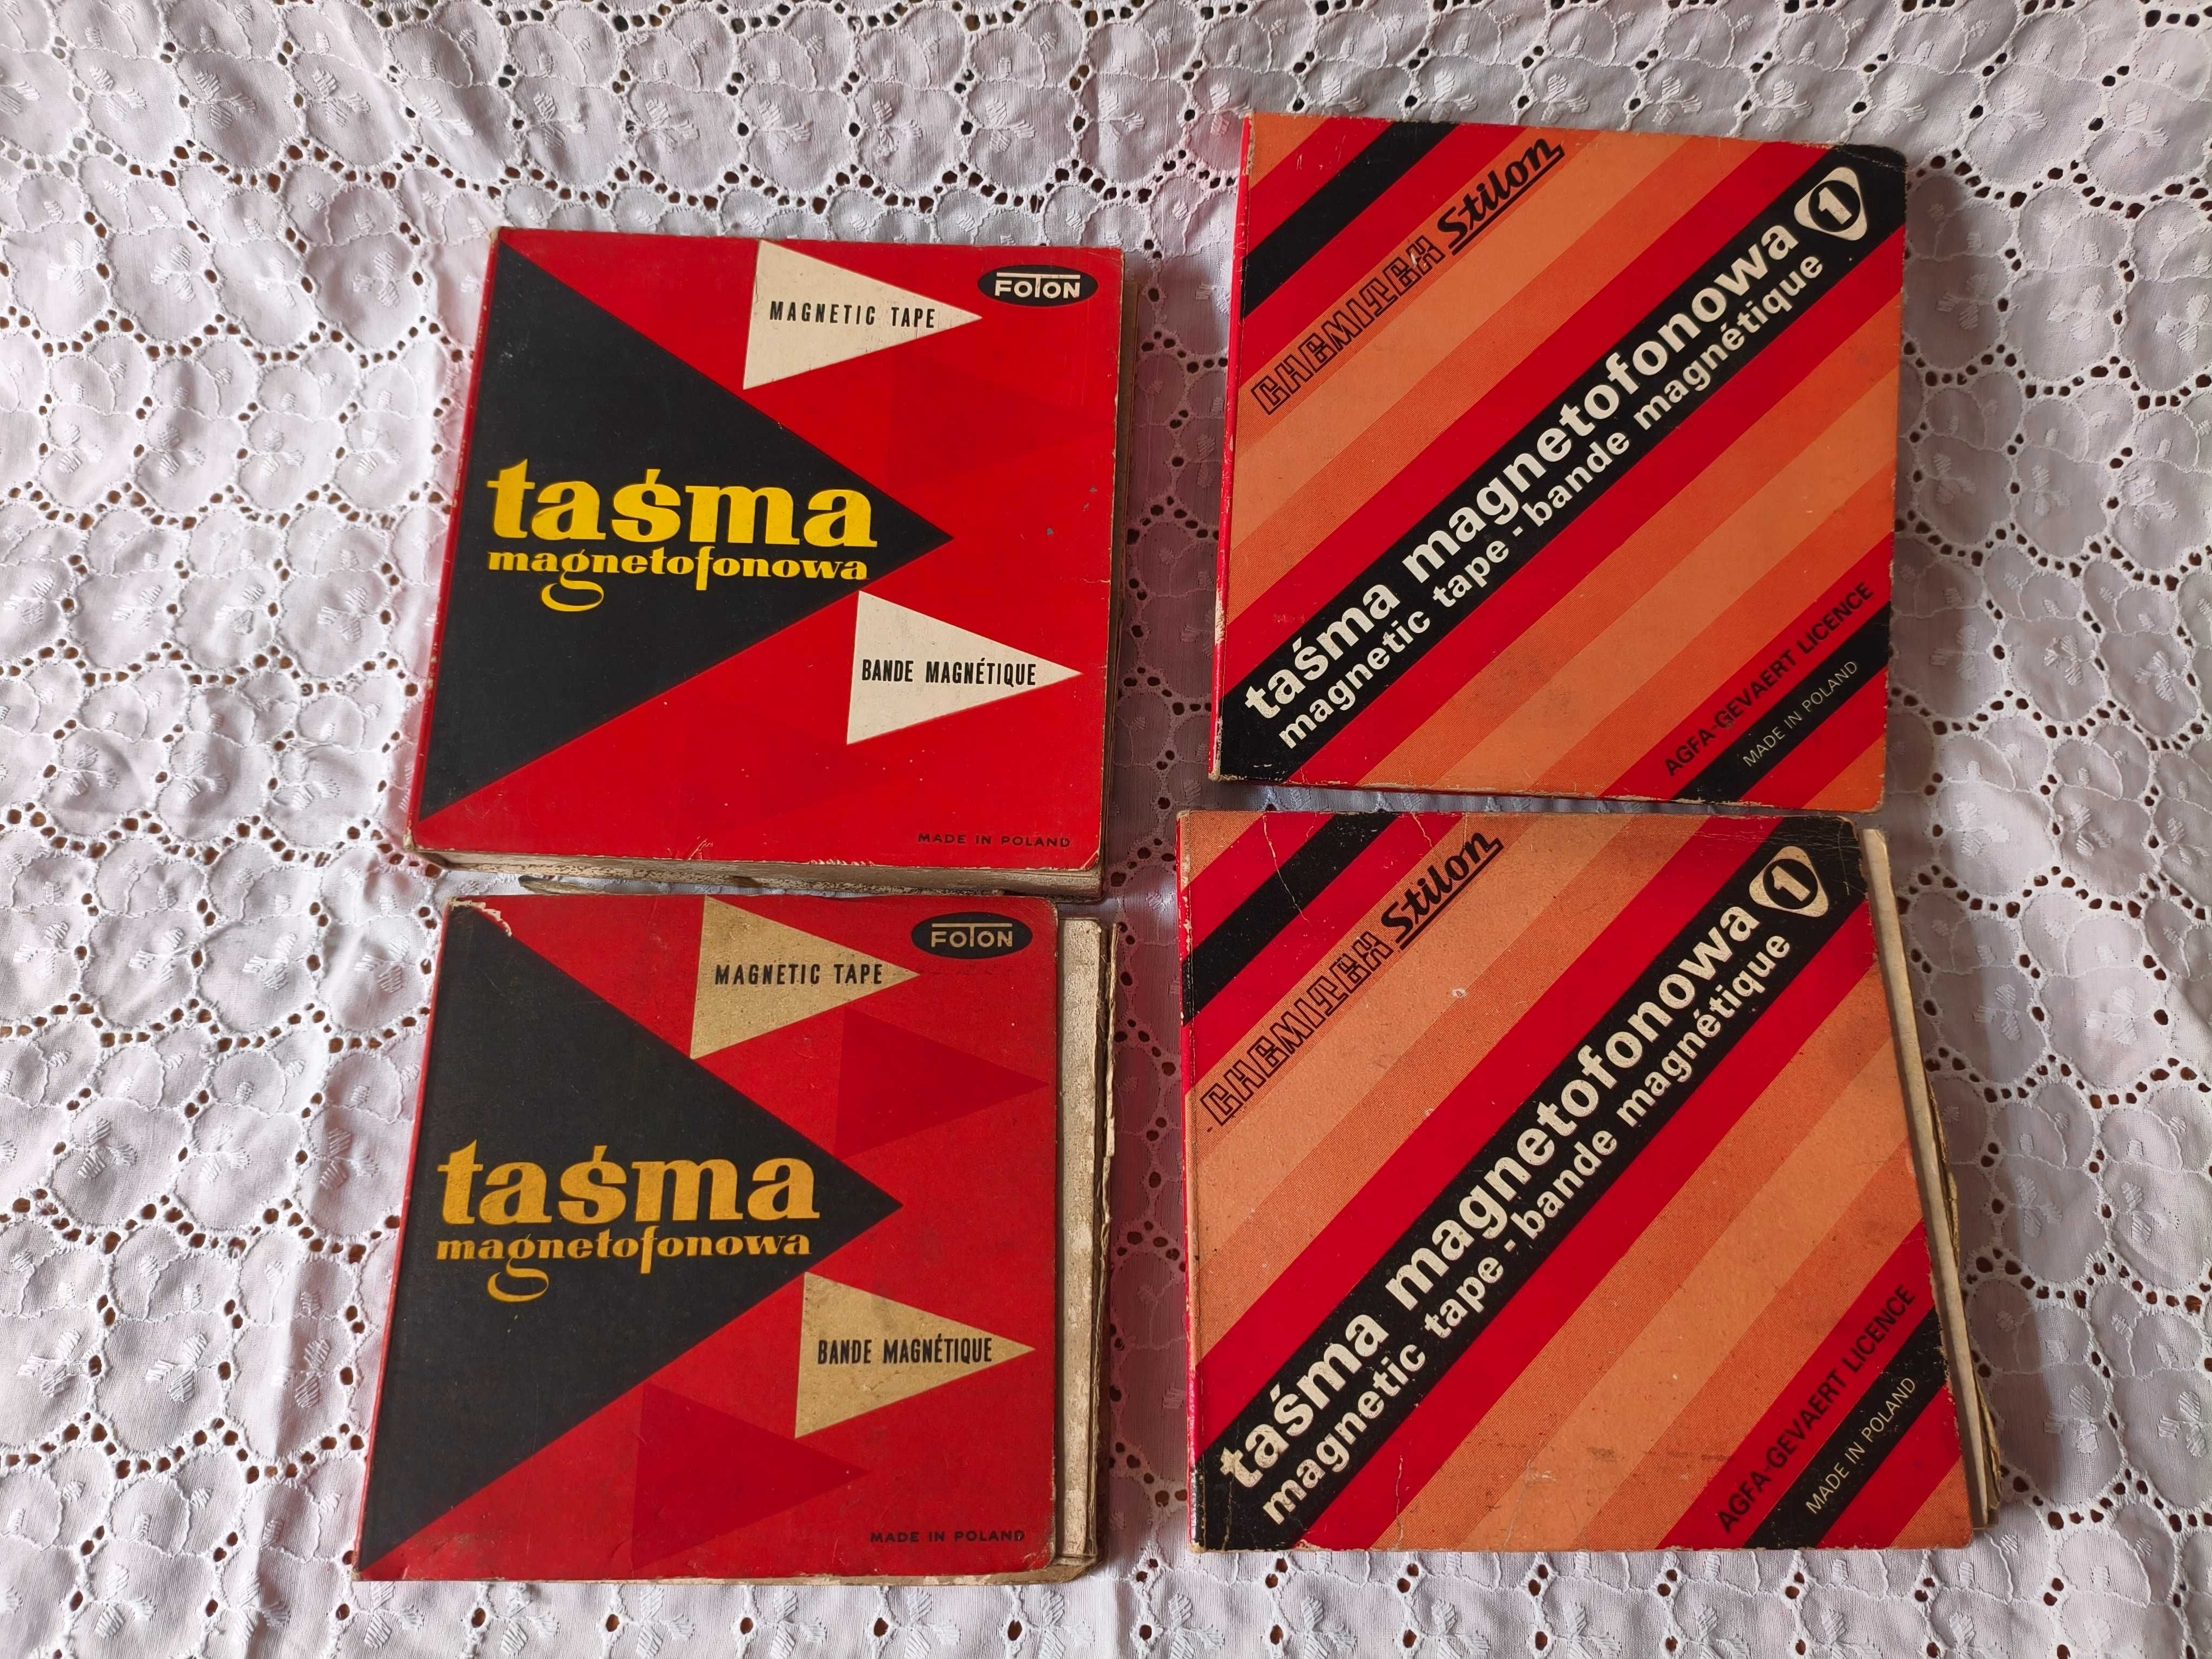 MAGNETIC TAPE
FOTON
taśma
magnetofonowa
BANDE MAGNÉTIQUE
MADE IN POLAND
CHEMITEX Stilon
taśma magnetofonowa 1
magnetic tape - bande magnétique
AGFA-GEVAERT LICENCE
MADE IN POLAND
MAGNETIC TAPE
FOTON
taśma
magnetofonowa
BANDE MAGNÉTIQUE
MADE IN POLAND
CHEMITEX Stilon
taśma magnetofonowa 1
magnetic tape - bande magnétique
AGFA-GEVAERT LICENCE
MADE IN POLAND